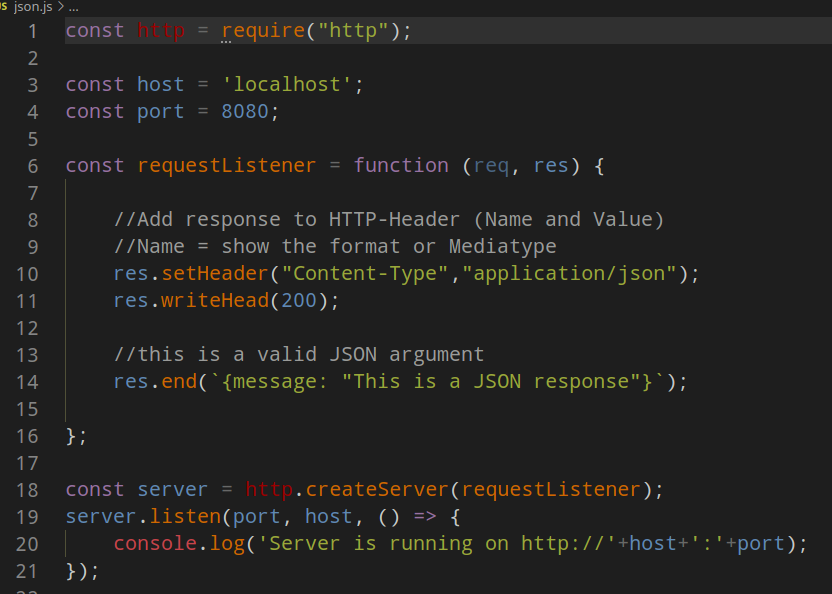 JS json.js > ...
1 const http = require("http");
2
3 const host = 'localhost';
4 const port = 8080;
5
6 const requestListener = function (req, res) {
7
8     //Add response to HTTP-Header (Name and Value)
9     //Name = show the format or Mediatype
10     res.setHeader("Content-Type","application/json");
11     res.writeHead(200);
12
13     //this is a valid JSON argument
14     res.end(`{message: "This is a JSON response"}`);
15
16 };
17
18 const server = http.createServer(requestListener);
19 server.listen(port, host, () => {
20     console.log('Server is running on http://'+host+':'+port);
21 });